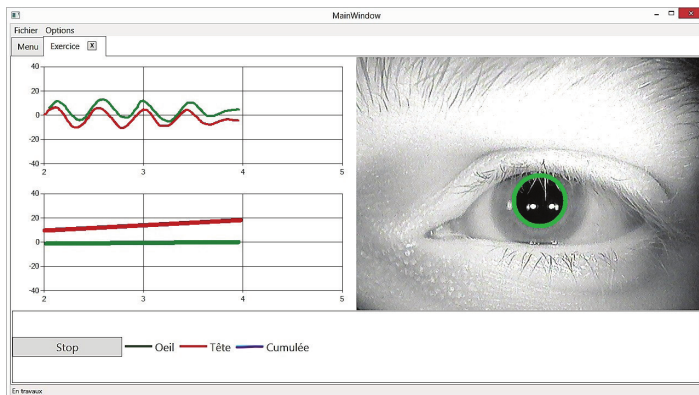 MainWindow
Fichier Options
Menu Exercice X
40
20
0
-20
-40
2 3 4 5
40
20
0
-20
-40
2 3 4 5
Stop Oeil Tête Cumulée
En travaux